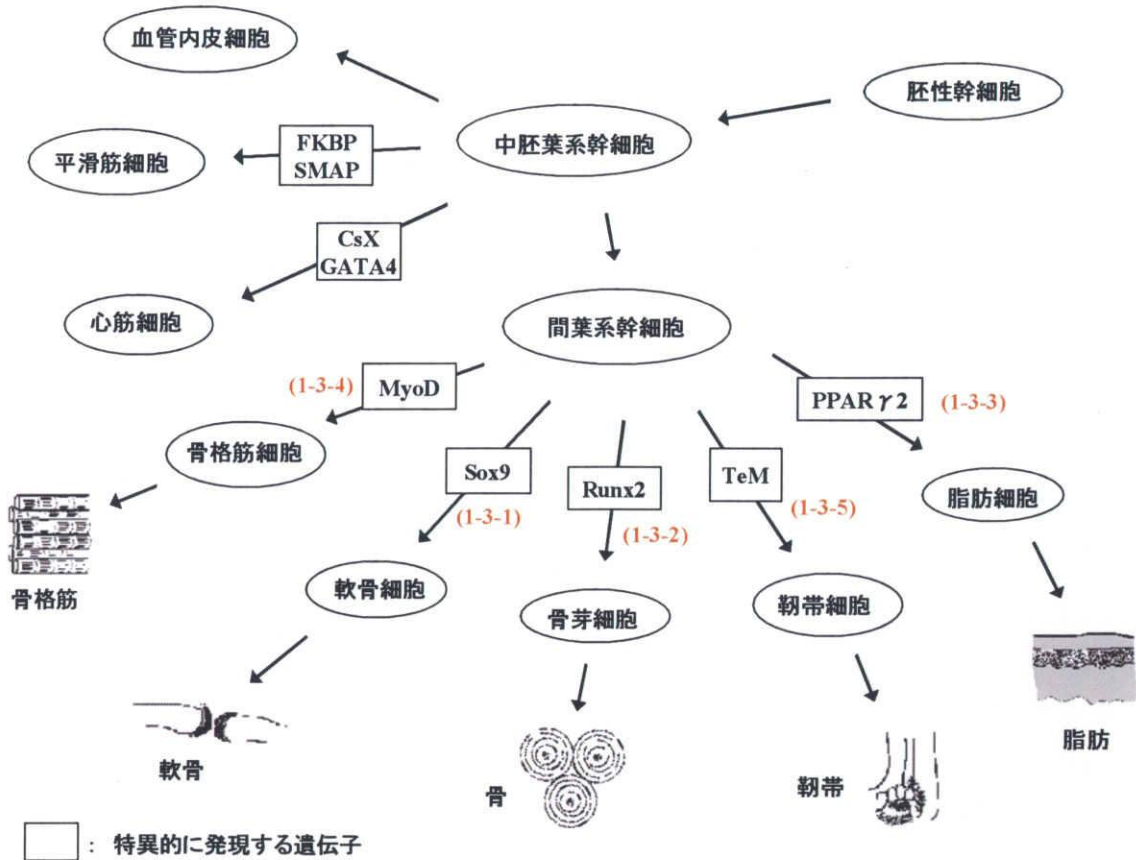 血管内皮細胞
胚性幹細胞
中胚葉系幹細胞
平滑筋細胞
FKBP
SMAP
CsX
GATA4
心筋細胞
間葉系幹細胞
(1-3-4)
MyoD
PPARγ2
(1-3-3)
骨格筋細胞
Sox9
Runx2
TeM
(1-3-1)
(1-3-2)
(1-3-5)
脂肪細胞
骨格筋
軟骨細胞
骨芽細胞
靭帯細胞
軟骨
骨
靭帯
脂肪
: 特異的に発現する遺伝子